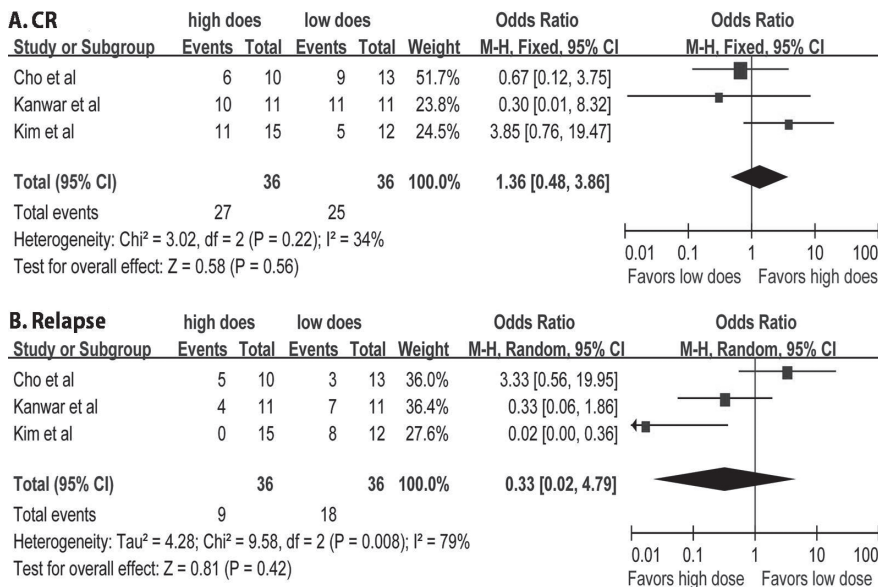 A. CR
high does low does Odds Ratio Odds Ratio
Study or Subgroup Events Total Events Total Weight M-H, Fixed, 95% CI M-H, Fixed, 95% CI
Cho et al 6 10 9 13 51.7% 0.67 [0.12, 3.75]
Kanwar et al 10 11 11 11 23.8% 0.30 [0.01, 8.32]
Kim et al 11 15 5 12 24.5% 3.85 [0.76, 19.47]
Total (95% CI) 36 36 100.0% 1.36 [0.48, 3.86]
Total events 27 25
Heterogeneity: Chi² = 3.02, df = 2 (P = 0.22); I² = 34%
Test for overall effect: Z = 0.58 (P = 0.56)
0.01 0.1 1 10 100
Favors low does Favors high does
B. Relapse
high does low does Odds Ratio Odds Ratio
Study or Subgroup Events Total Events Total Weight M-H, Random, 95% CI M-H, Random, 95% CI
Cho et al 5 10 3 13 36.0% 3.33 [0.56, 19.95]
Kanwar et al 4 11 7 11 36.4% 0.33 [0.06, 1.86]
Kim et al 0 15 8 12 27.6% 0.02 [0.00, 0.36]
Total (95% CI) 36 36 100.0% 0.33 [0.02, 4.79]
Total events 9 18
Heterogeneity: Tau² = 4.28; Chi² = 9.58, df = 2 (P = 0.008); I² = 79%
Test for overall effect: Z = 0.81 (P = 0.42)
0.01 0.1 1 10 100
Favors high dose Favors low dose